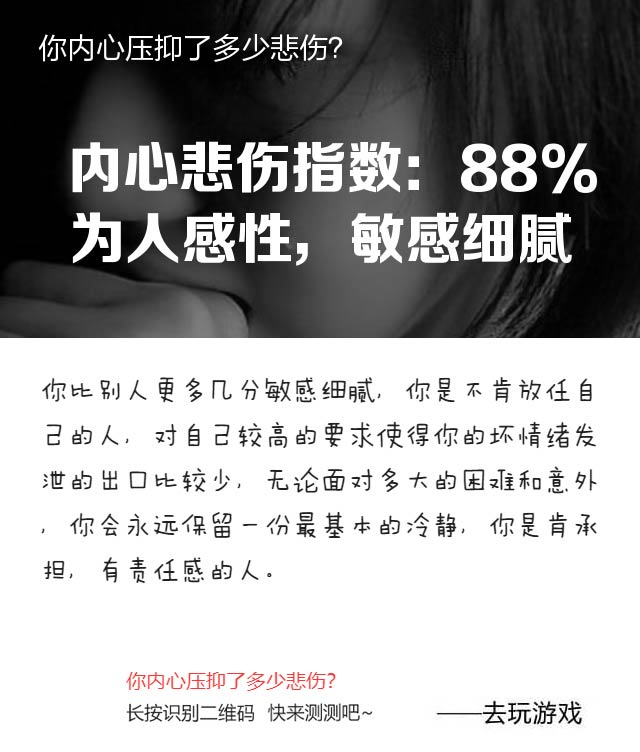 你内心压抑了多少悲伤?
内心悲伤指数：88%
为人感性，敏感细腻
你比别人更多几分敏感细腻，你是不肯放任自
己的人，对自己较高的要求使得你的坏情绪发
泄的出口比较少，无论面对多大的困难和意外
，你会永远保留一份最基本的冷静，你是肯承
担，有责任感的人。
你内心压抑了多少悲伤?
长按识别二维码 快来测测吧~
——去玩游戏